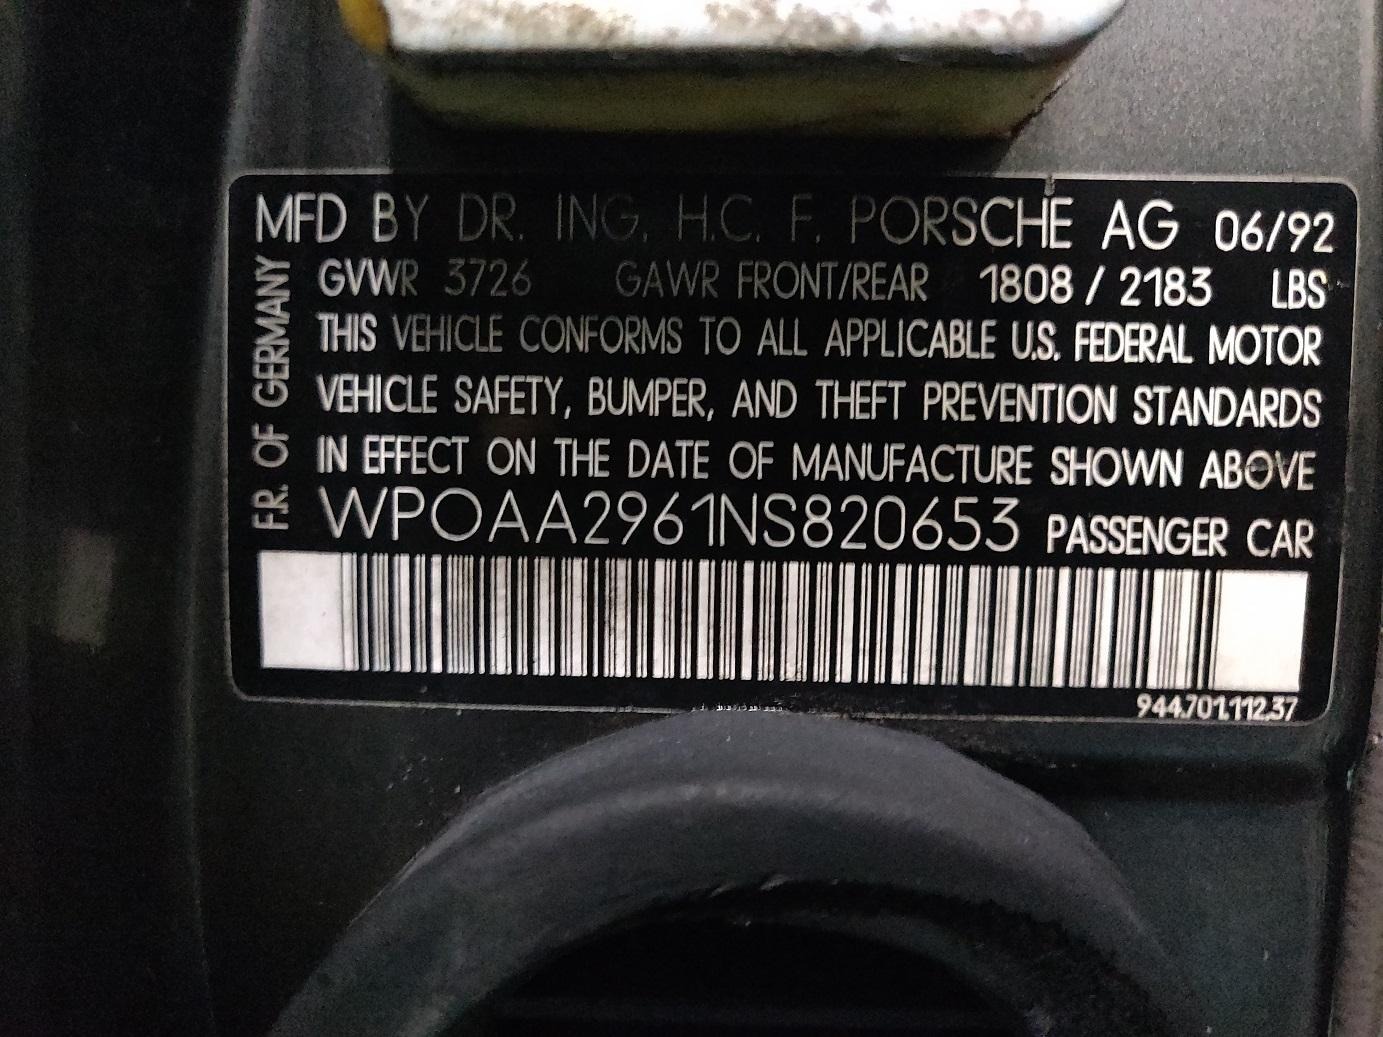 MFD BY DR. ING. H.C. F. PORSCHE AG 06/92
GVWR 3726 GAWR FRONT/REAR 1808 / 2183 LBS
THIS VEHICLE CONFORMS TO ALL APPLICABLE U.S. FEDERAL MOTOR
VEHICLE SAFETY, BUMPER, AND THEFT PREVENTION STANDARDS
IN EFFECT ON THE DATE OF MANUFACTURE SHOWN ABOVE
WP0AA2961NS820653 PASSENGER CAR
944.701.112.37
FR. OF GERMANY